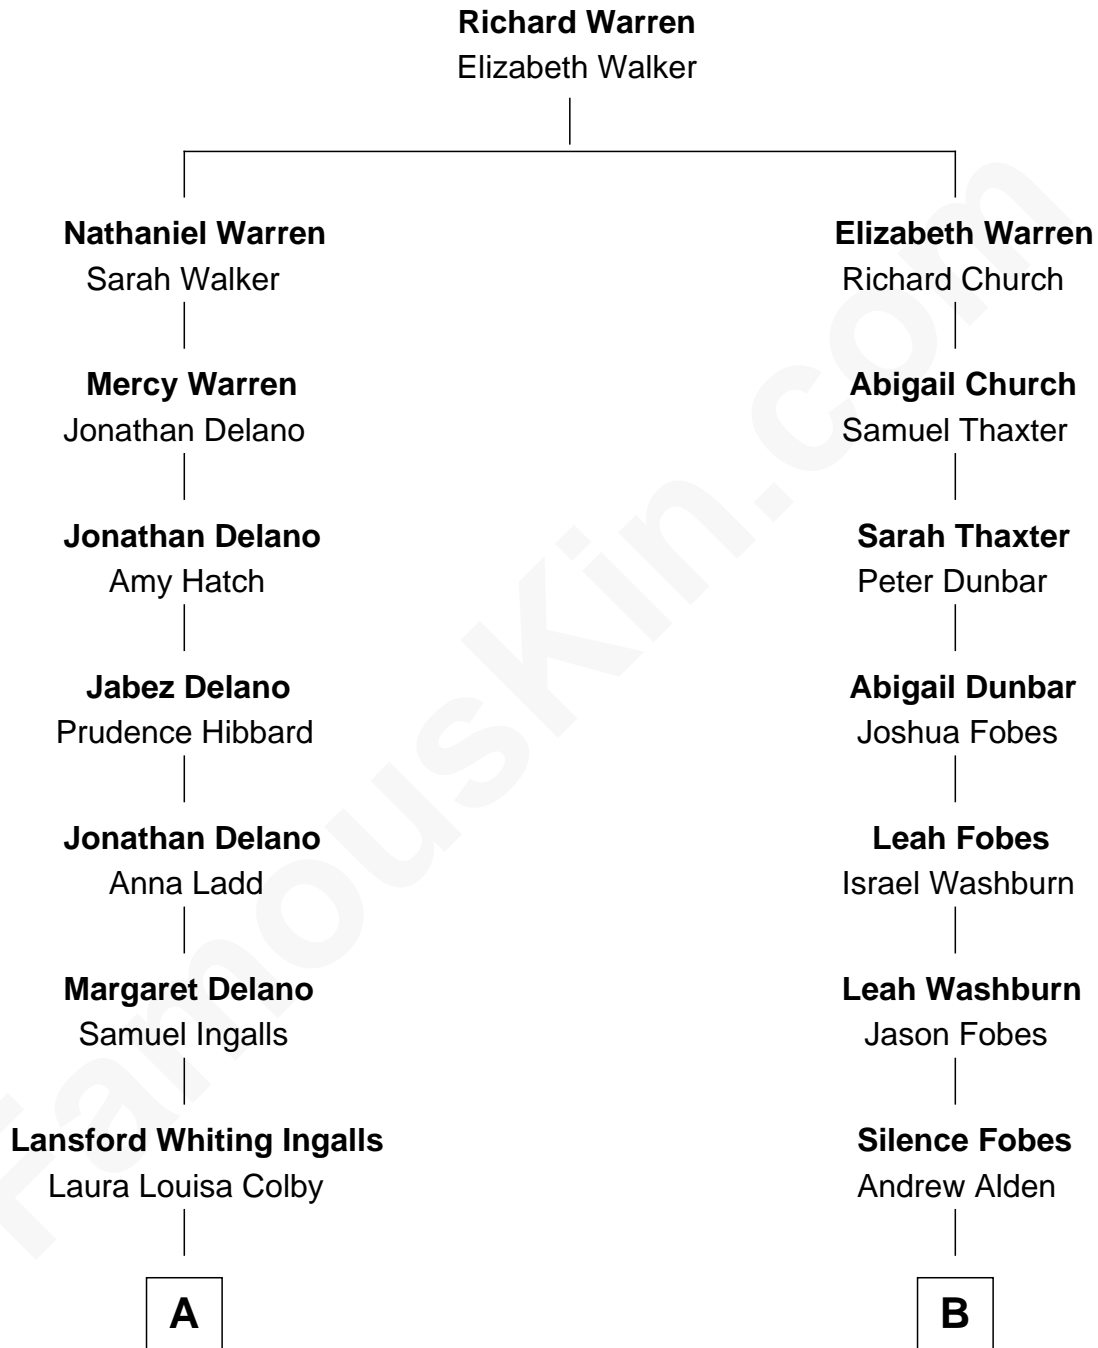 Richard Warren
Elizabeth Walker
Nathaniel Warren
Sarah Walker
Mercy Warren
Jonathan Delano
Jonathan Delano
Amy Hatch
Jabez Delano
Prudence Hibbard
Jonathan Delano
Anna Ladd
Margaret Delano
Samuel Ingalls
Lansford Whiting Ingalls
Laura Louisa Colby
A
Elizabeth Warren
Richard Church
Abigail Church
Samuel Thaxter
Sarah Thaxter
Peter Dunbar
Abigail Dunbar
Joshua Fobes
Leah Fobes
Israel Washburn
Leah Washburn
Jason Fobes
Silence Fobes
Andrew Alden
B
FamousKin.com